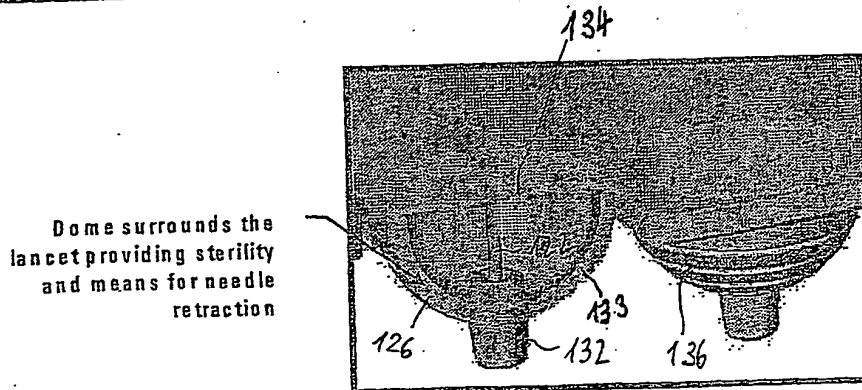 134
Dome surrounds the
lancet providing sterility
and means for needle
retraction
126
132
133
136